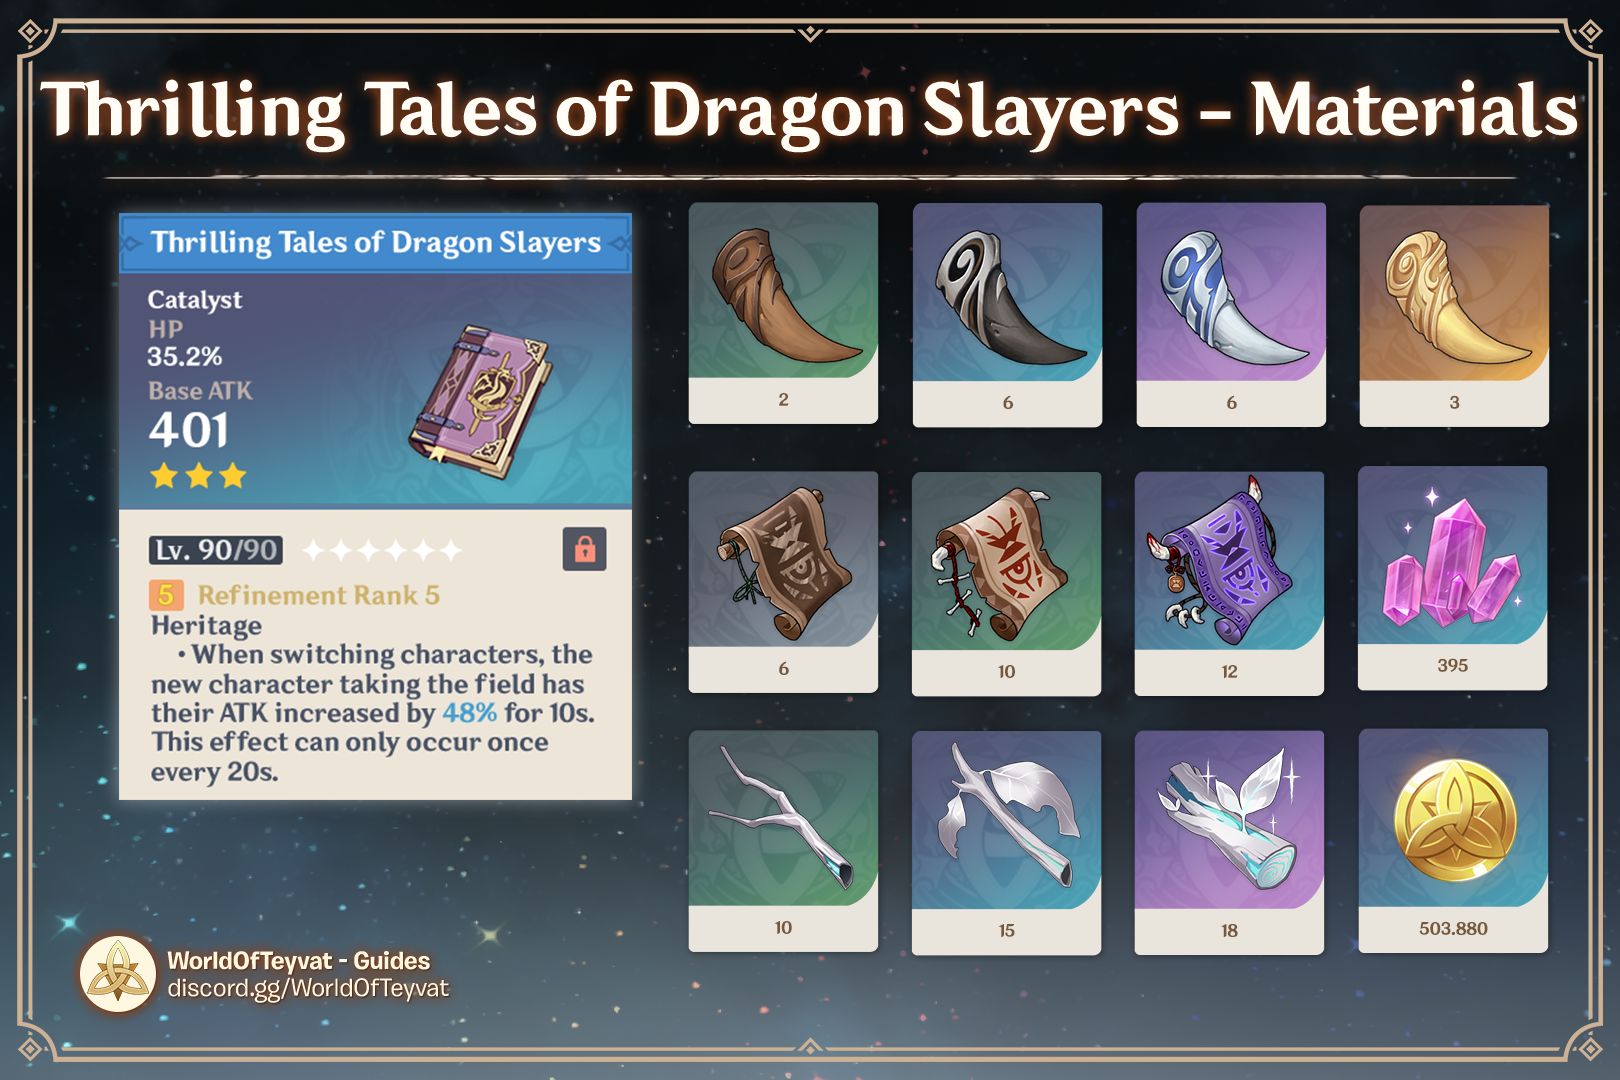 Thrilling Tales of Dragon Slayers – Materials
Thrilling Tales of Dragon Slayers
Catalyst
HP
35.2%
Base ATK
401
Lv. 90/90
5 Refinement Rank 5
Heritage
• When switching characters, the
new character taking the field has
their ATK increased by 48% for 10s.
This effect can only occur once
every 20s.
2
6
6
3
6
10
12
395
10
15
18
503.880
WorldOfTeyvat - Guides
discord.gg/WorldOfTeyvat